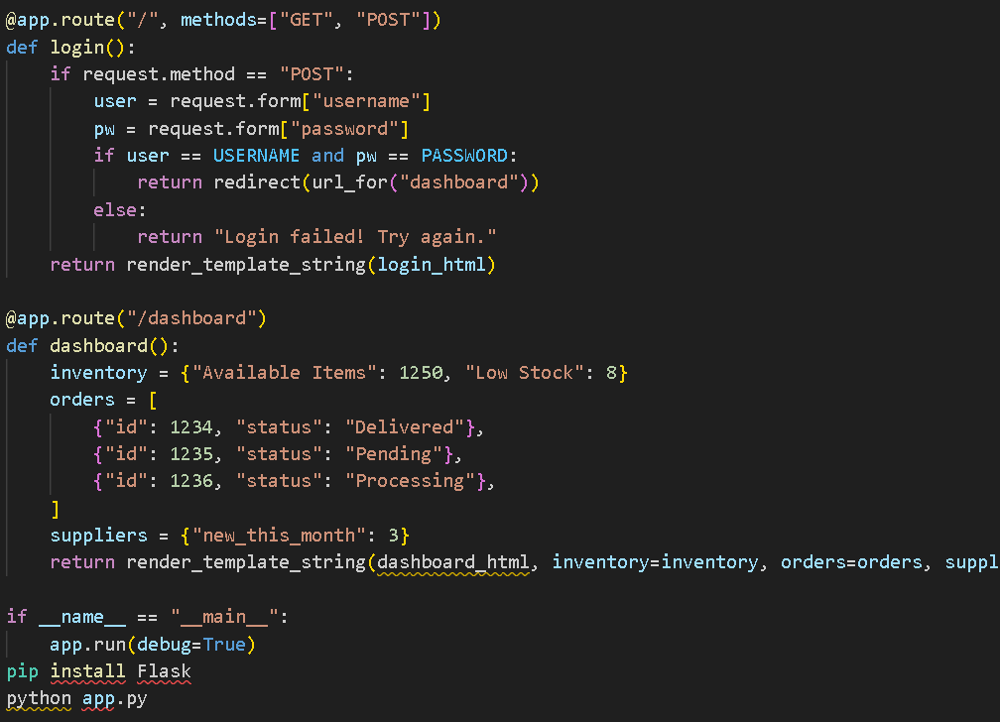 @app.route("/", methods=["GET", "POST"])
def login():
    if request.method == "POST":
        user = request.form["username"]
        pw = request.form["password"]
        if user == USERNAME and pw == PASSWORD:
            return redirect(url_for("dashboard"))
        else:
            return "Login failed! Try again."
    return render_template_string(login_html)

@app.route("/dashboard")
def dashboard():
    inventory = {"Available Items": 1250, "Low Stock": 8}
    orders = [
        {"id": 1234, "status": "Delivered"},
        {"id": 1235, "status": "Pending"},
        {"id": 1236, "status": "Processing"},
    ]
    suppliers = {"new_this_month": 3}
    return render_template_string(dashboard_html, inventory=inventory, orders=orders, suppl

if __name__ == "__main__":
    app.run(debug=True)
pip install Flask
python app.py